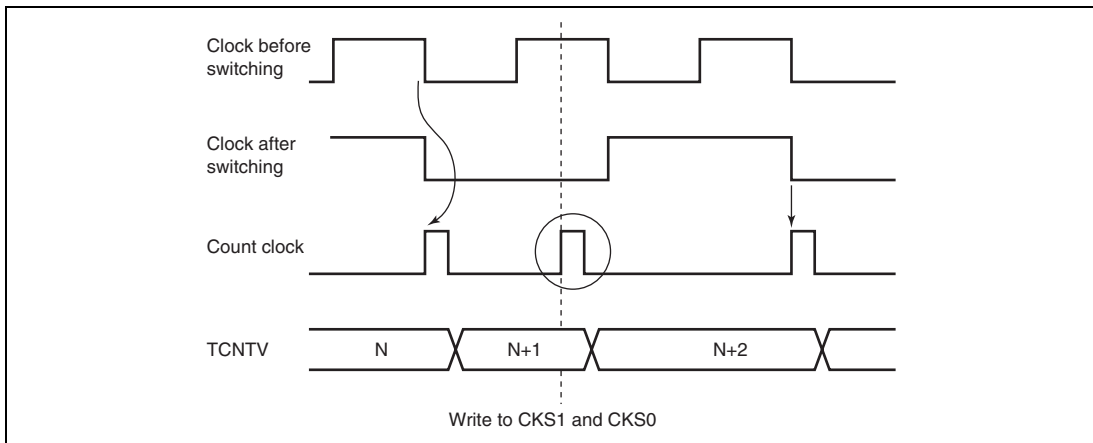 Clock before
switching
Clock after
switching
Count clock
TCNTV
N
N+1
N+2
Write to CKS1 and CKS0